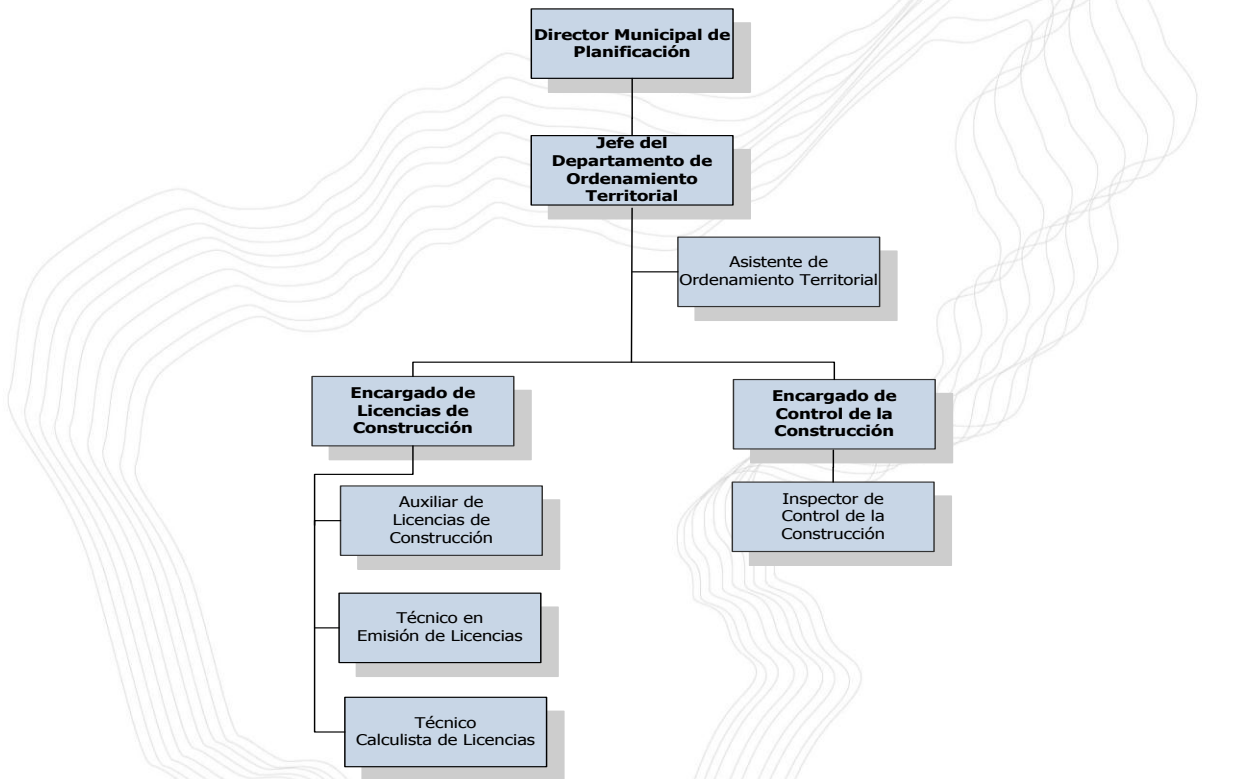 Director Municipal de
Planificación
Jefe del
Departamento de
Ordenamiento
Territorial
Asistente de
Ordenamiento Territorial
Encargado de
Licencias de
Construcción
Encargado de
Control de la
Construcción
Auxiliar de
Licencias de
Construcción
Inspector de
Control de la
Construcción
Técnico en
Emisión de Licencias
Técnico
Calculista de Licencias